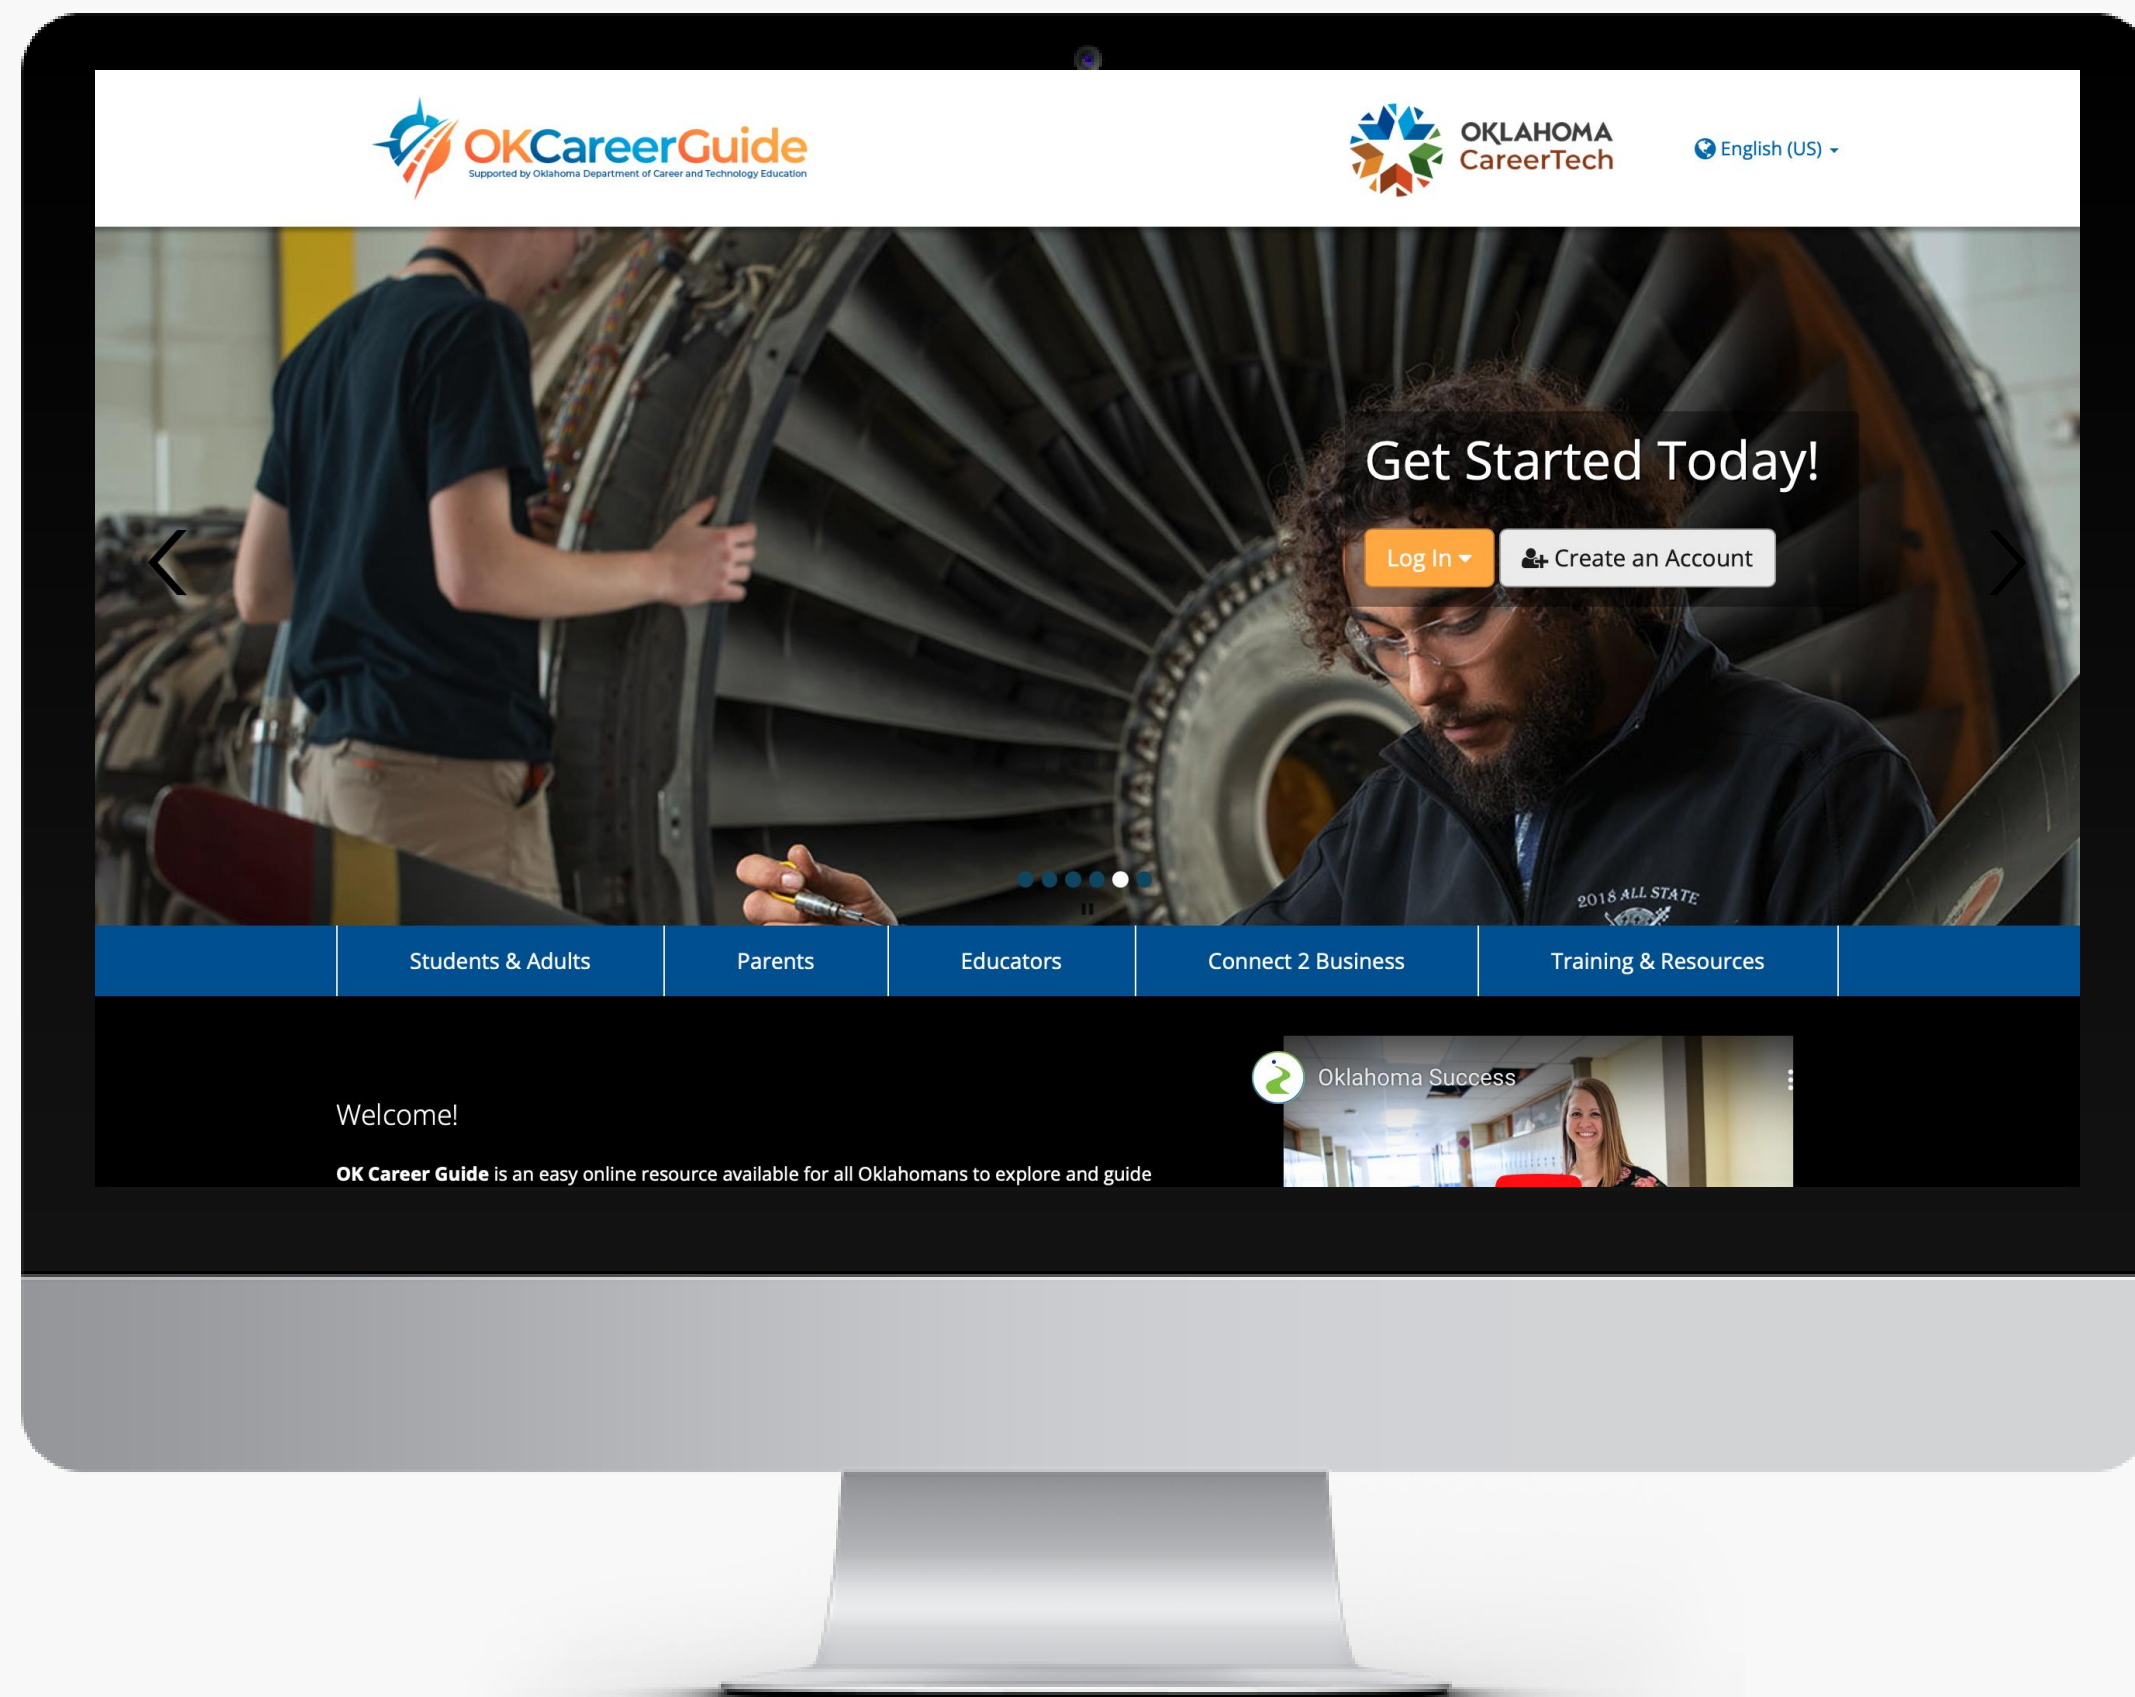 OKCareerGuide
Supported by Oklahoma Department of Career and Technology Education
OKLAHOMA
CareerTech
English (US)
Get Started Today!
Log In
Create an Account
2018 ALL STATE
Students & Adults
Parents
Educators
Connect 2 Business
Training & Resources
Oklahoma Success
Welcome!
OK Career Guide is an easy online resource available for all Oklahomans to explore and guide